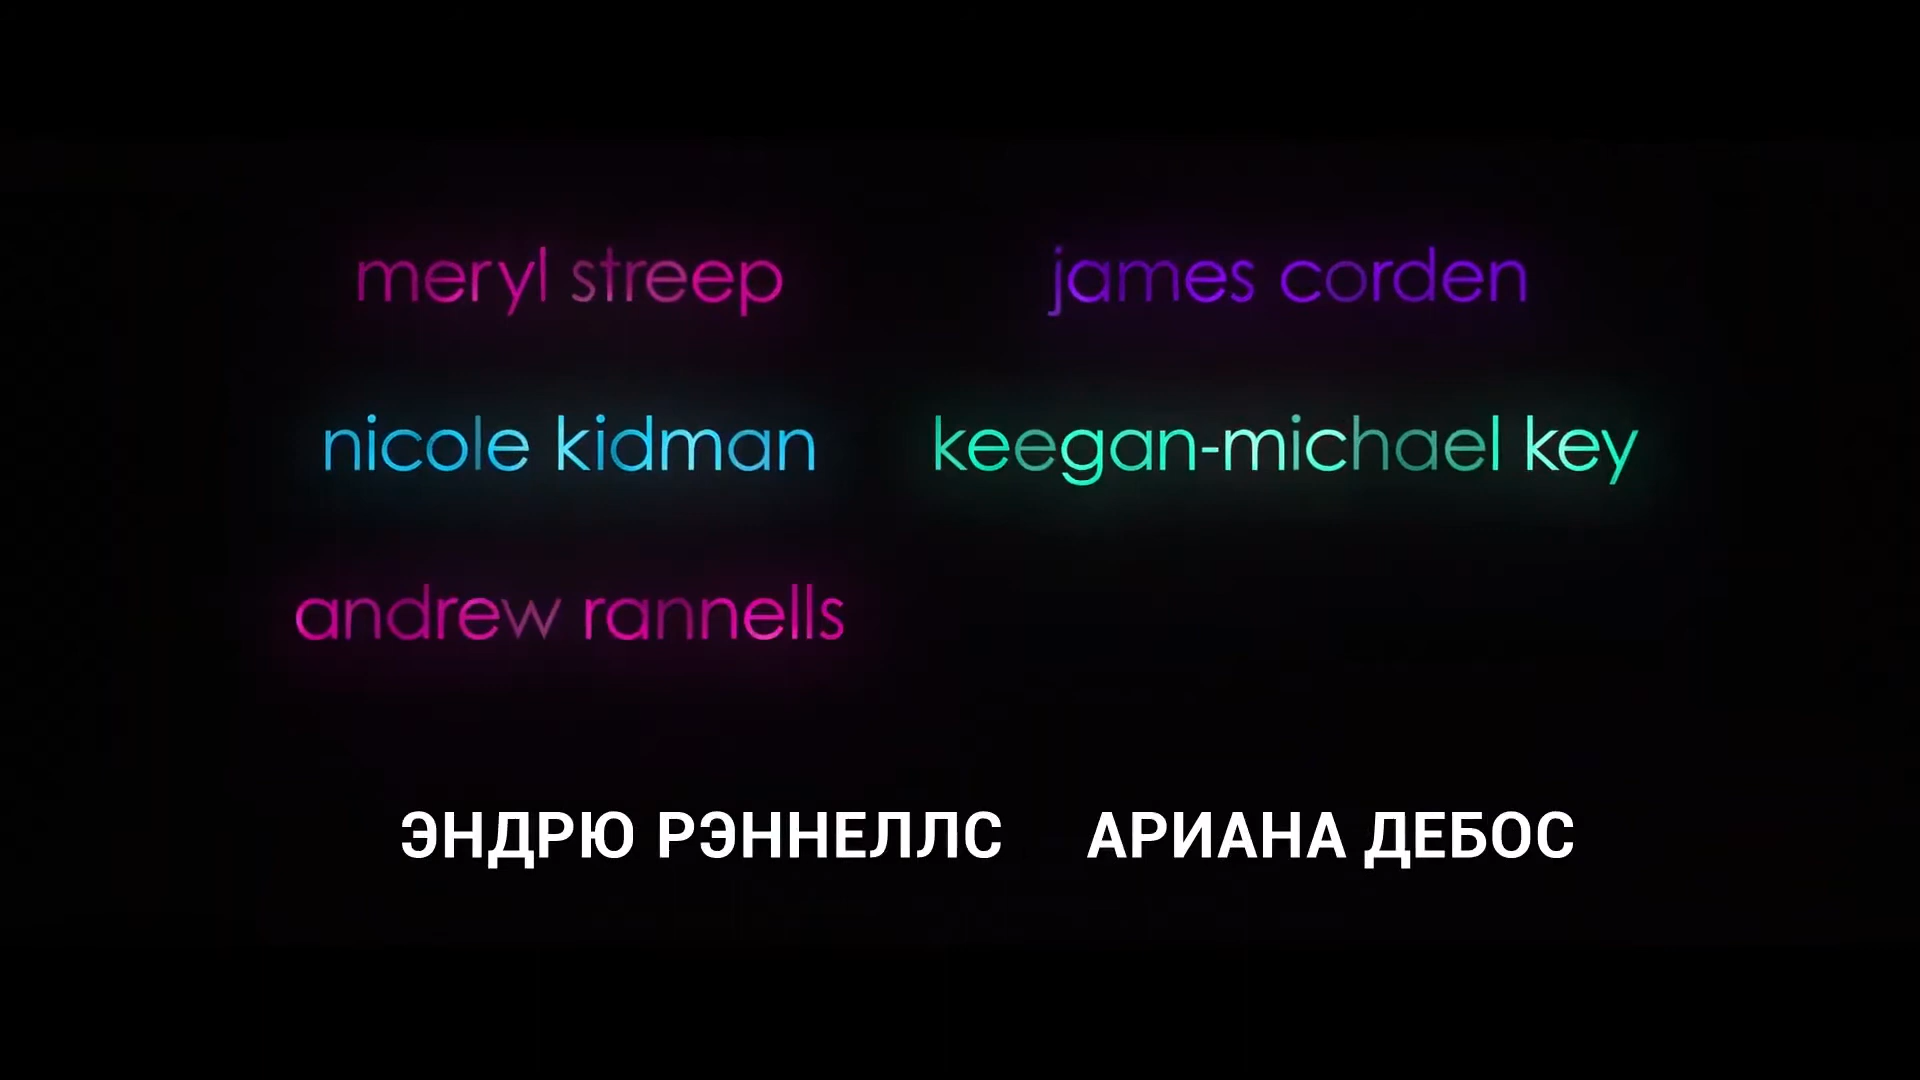 meryl streep james corden
nicole kidman keegan-michael key
andrew rannells
ЭНДРЮ РЭННЕЛЛС АРИАНА ДЕБОС